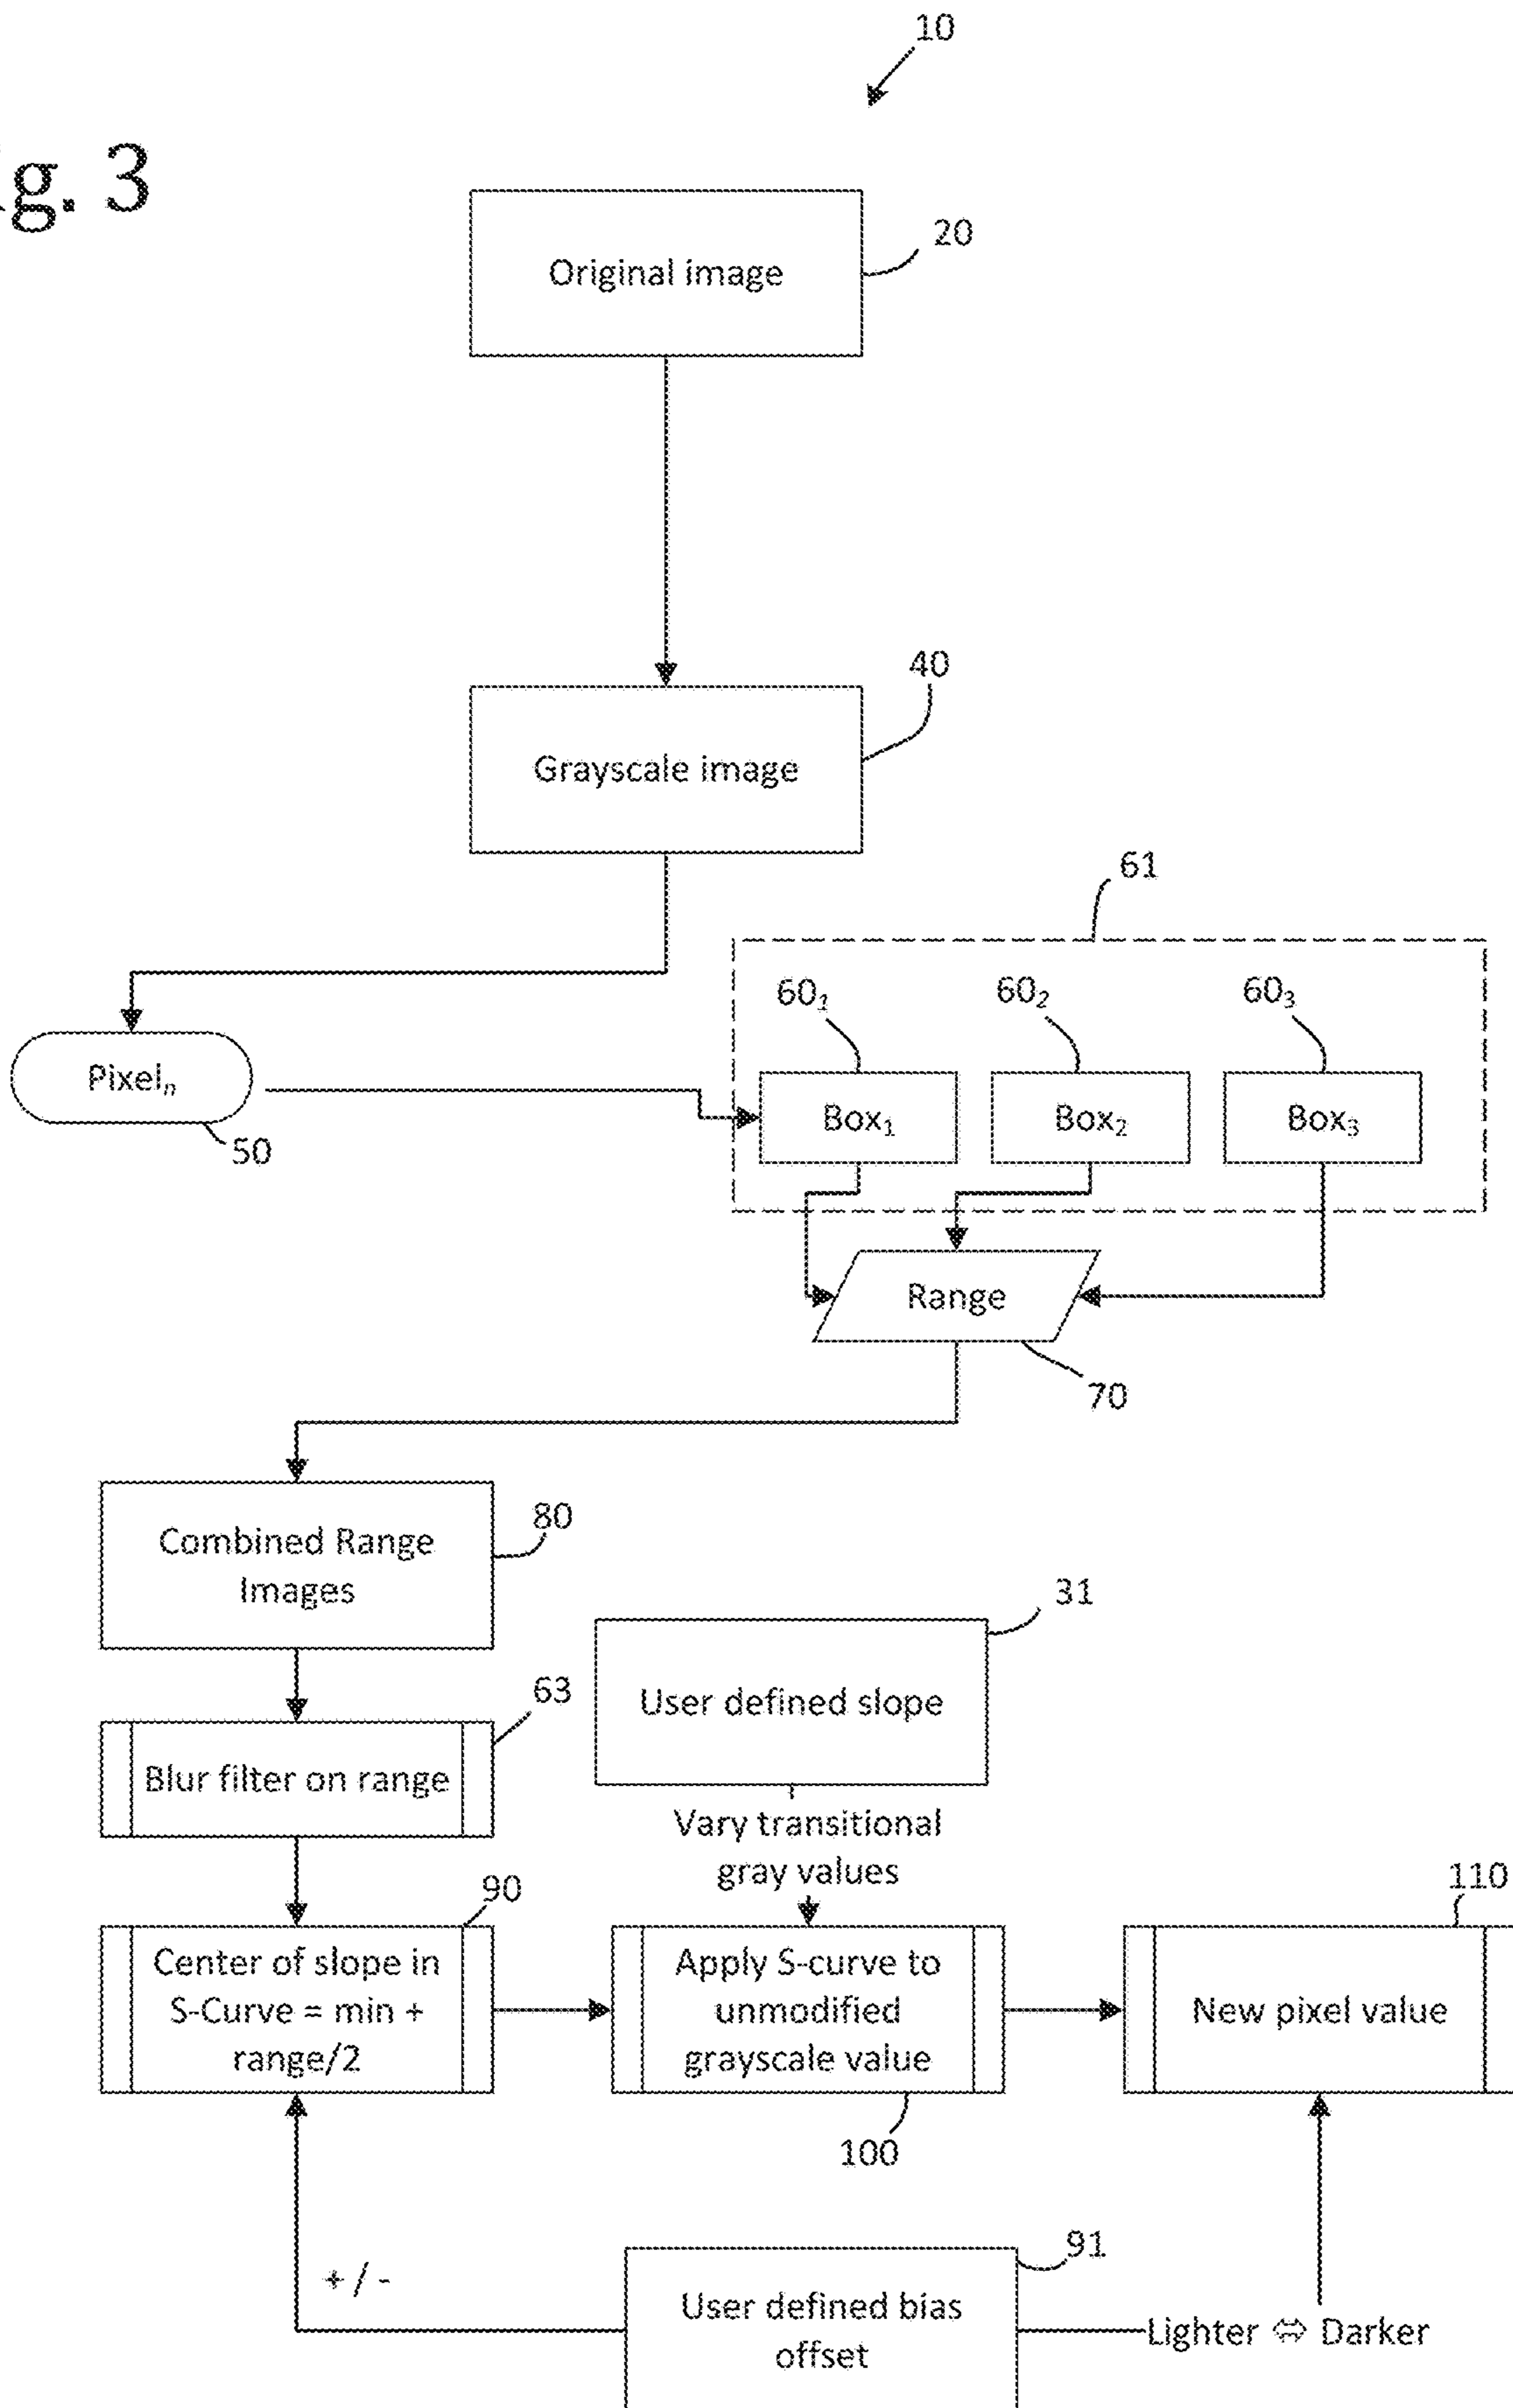 10
g. 3
20
Original image
40
Grayscale image
61
60₁ 60₂ 60₃
Pixelₙ
Box₁ Box₂ Box₃
50
Range
70
80
Combined Range
Images
31
User defined slope
63
Blur filter on range
Vary transitional
gray values
90
110
Center of slope in
S-Curve = min +
range/2
Apply S-curve to
unmodified
grayscale value
New pixel value
100
+ / -
91
User defined bias
offset
Lighter ⇔ Darker